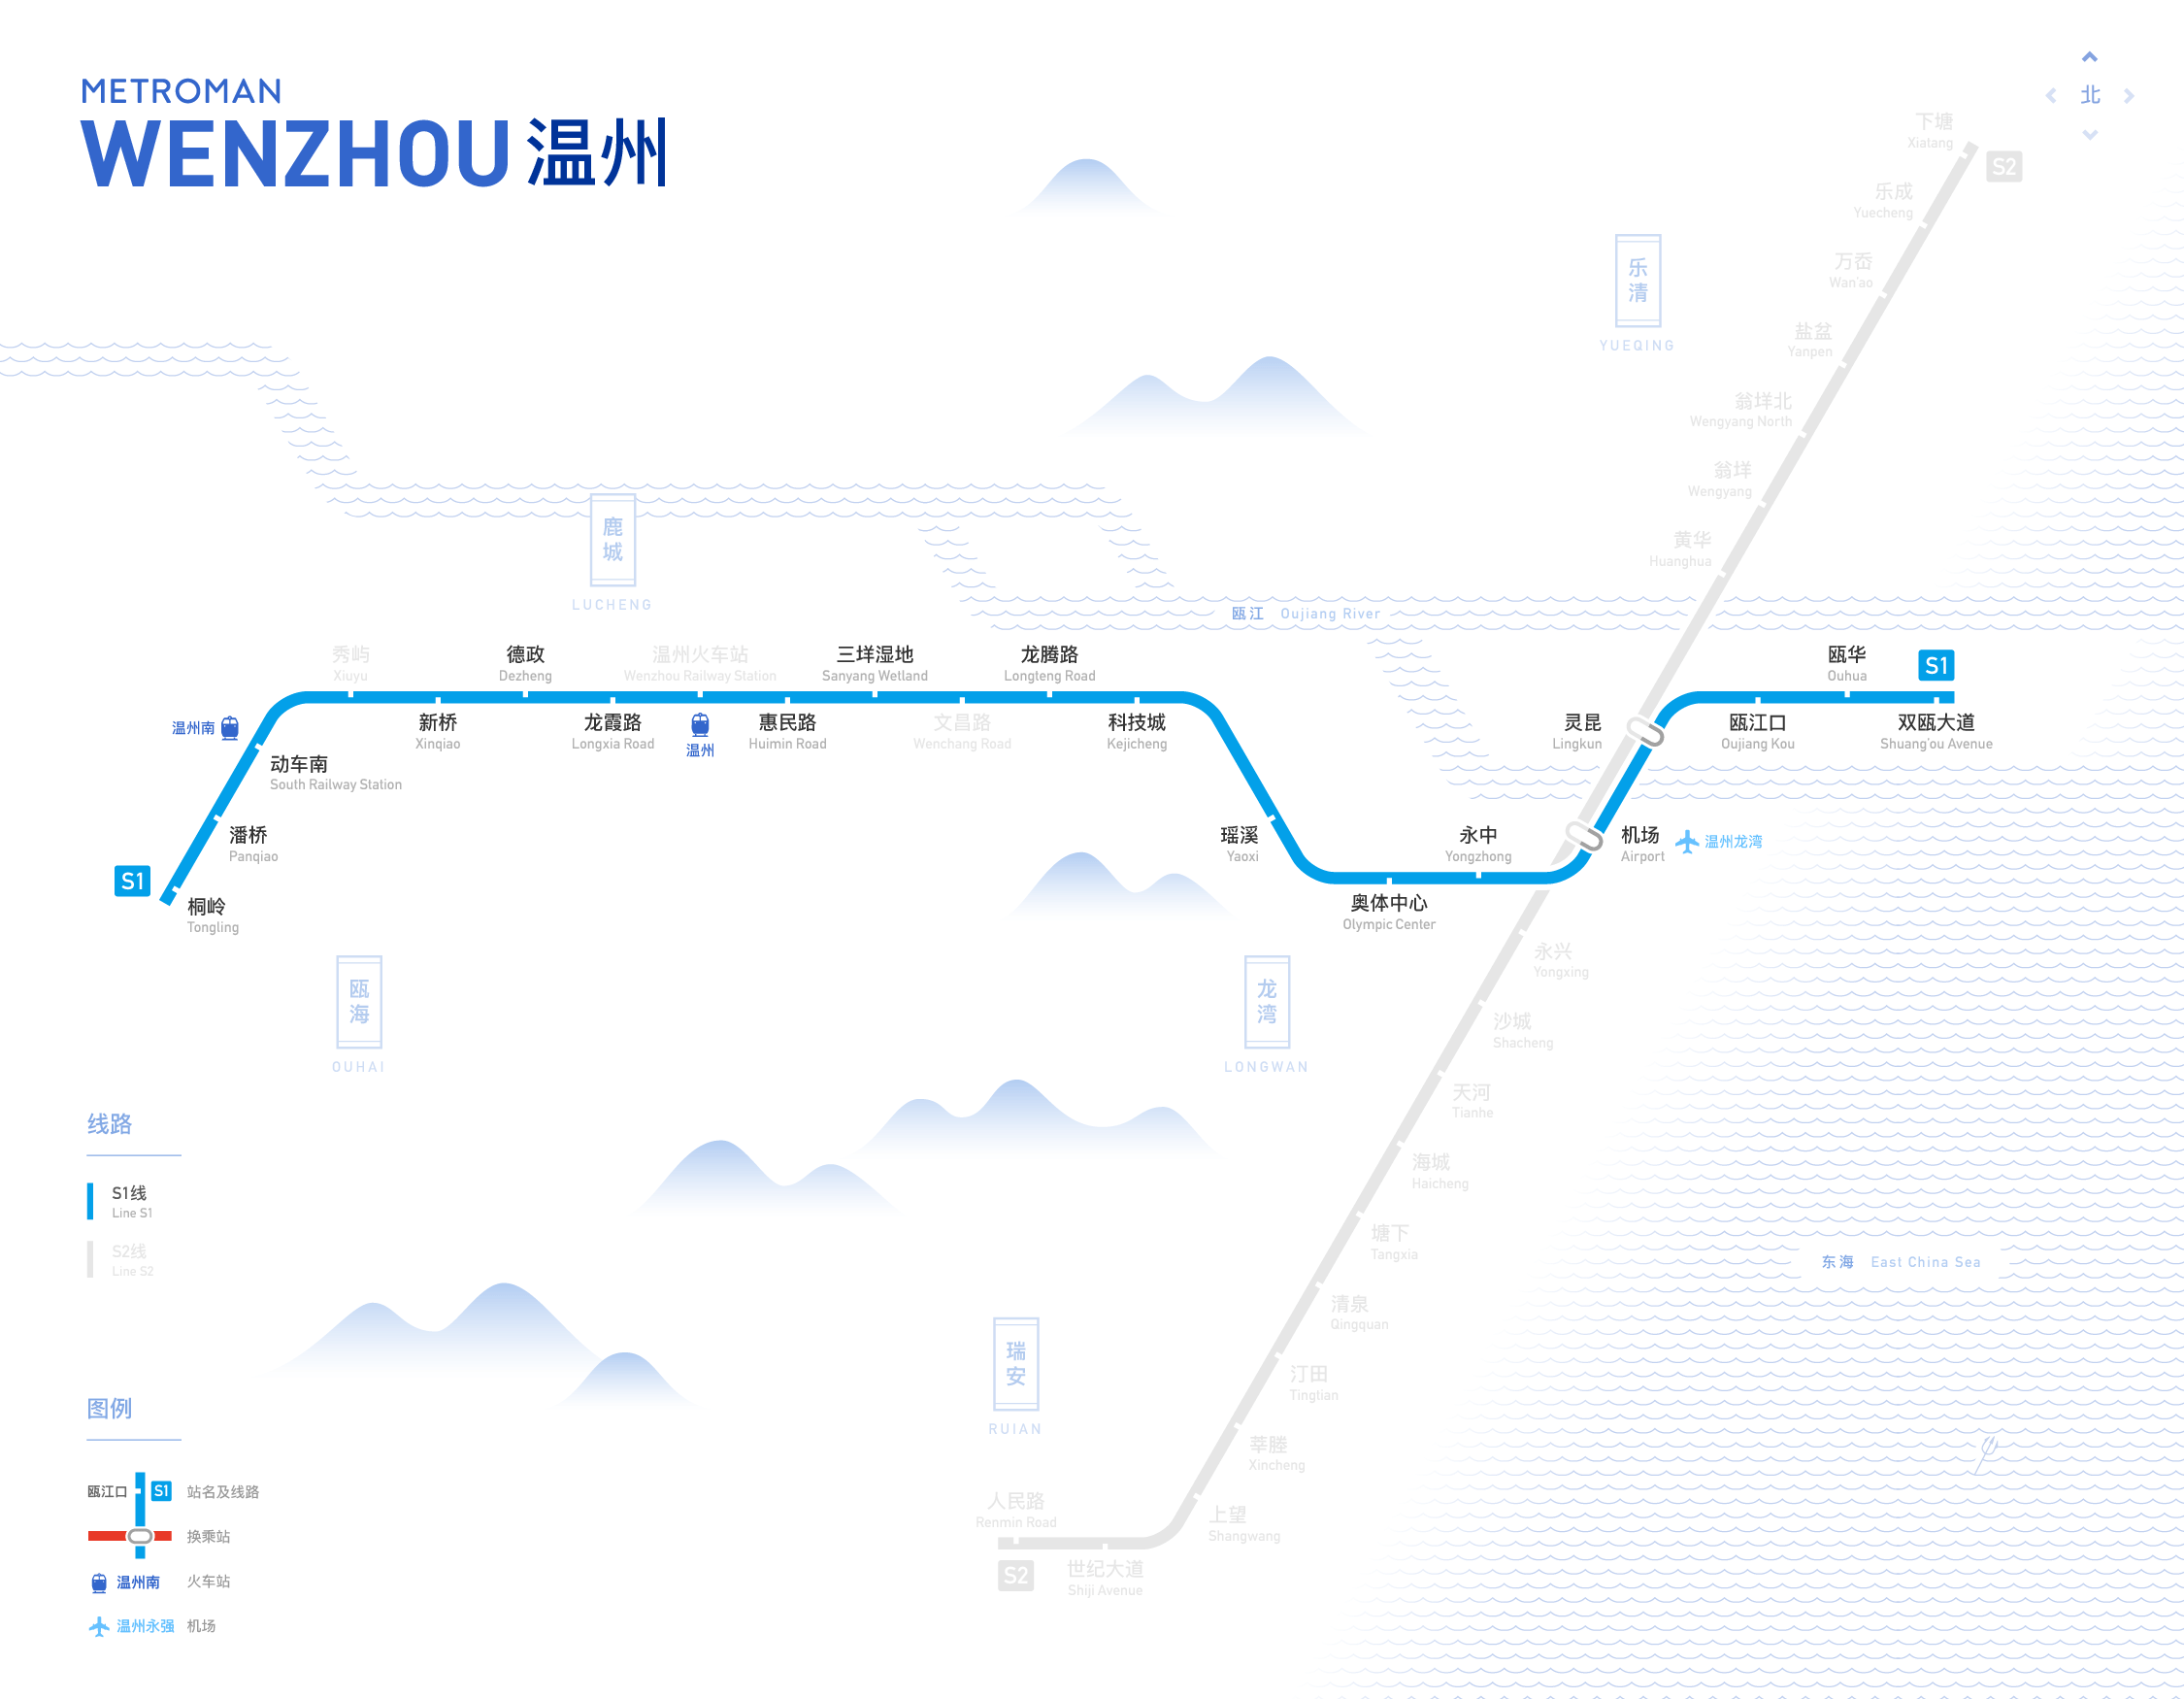 METROMAN
WENZHOU 温州
北
下塘
Xiatang
S2
乐成
Yuecheng
万岙
Wan'ao
盐盆
Yanpen
翁垟北
Wengyang North
翁垟
Wengyang
黄华
Huanghua
乐清
YUEQING
鹿城
LUCHENG
瓯江 Oujiang River
秀屿
Xiuyu
德政
Dezheng
温州火车站
Wenzhou Railway Station
三垟湿地
Sanyang Wetland
龙腾路
Longteng Road
瓯华
Ouhua
S1
温州南
新桥
Xinqiao
龙霞路
Longxia Road
温州
惠民路
Huimin Road
文昌路
Wenchang Road
科技城
Kejicheng
灵昆
Lingkun
瓯江口
Oujiang Kou
双瓯大道
Shuang'ou Avenue
动车南
South Railway Station
潘桥
Panqiao
S1
桐岭
Tongling
瑶溪
Yaoxi
永中
Yongzhong
机场
Airport
温州龙湾
奥体中心
Olympic Center
瓯海
OUHAI
龙湾
LONGWAN
永兴
Yongxing
沙城
Shacheng
天河
Tianhe
海城
Haicheng
塘下
Tangxia
清泉
Qingquan
汀田
Tingtian
莘塍
Xincheng
上望
Shangwang
人民路
Renmin Road
S2
世纪大道
Shiji Avenue
瑞安
RUIAN
东海 East China Sea
线路
S1线
Line S1
S2线
Line S2
图例
瓯江口 S1 站名及线路
换乘站
温州南 火车站
温州永强 机场